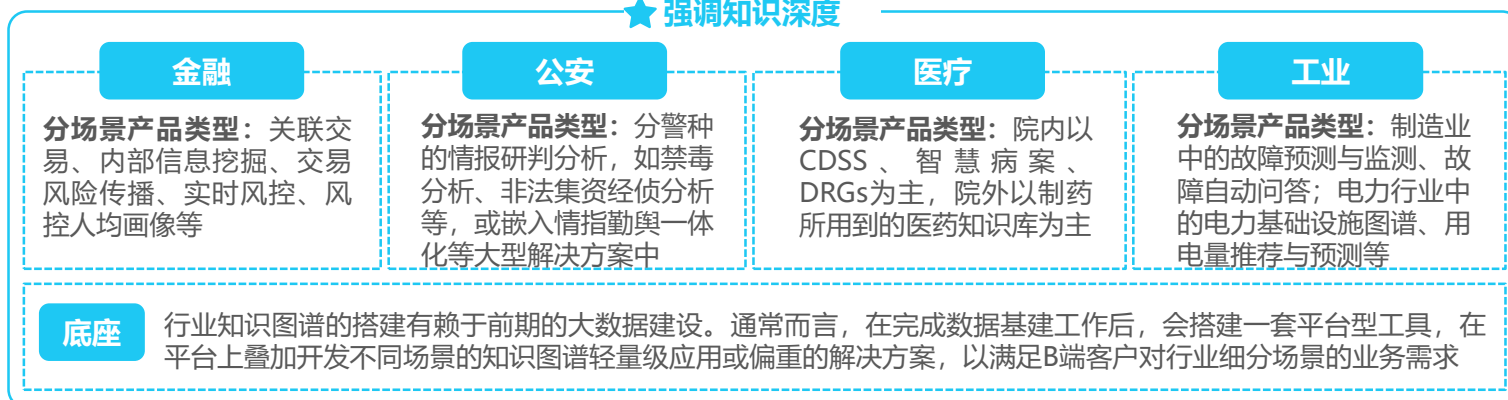 强调知识深度
金融
分场景产品类型：关联交
易、内部信息挖掘、交易
风险传播、实时风控、风
控人均画像等
公安
分场景产品类型：分警种
的情报研判分析，如禁毒
分析、非法集资经侦分析
等，或嵌入情指勤舆一体
化等大型解决方案中
医疗
分场景产品类型：院内以
CDSS、智慧病案、
DRGs为主，院外以制药
所用到的医药知识库为主
工业
分场景产品类型：制造业
中的故障预测与监测、故
障自动问答；电力行业中
的电力基础设施图谱、用
电量推荐与预测等
底座
行业知识图谱的搭建有赖于前期的大数据建设。通常而言，在完成数据基建工作后，会搭建一套平台型工具，在
平台上叠加开发不同场景的知识图谱轻量级应用或偏重的解决方案，以满足B端客户对行业细分场景的业务需求